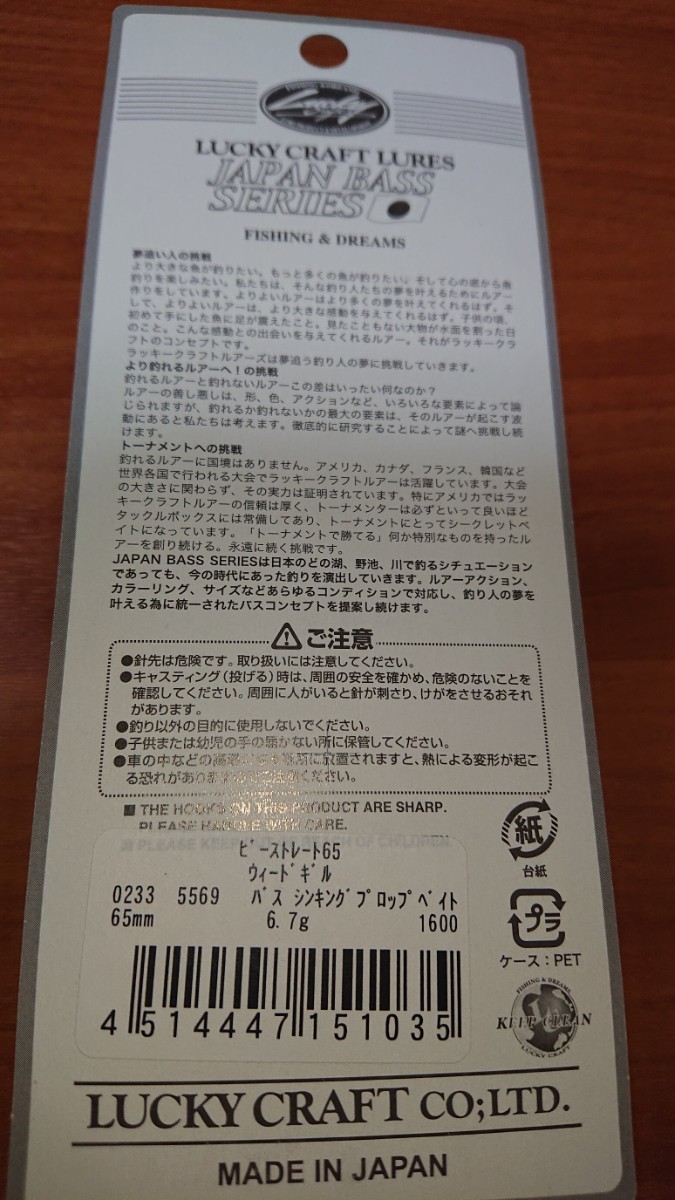 LUCKY CRAFT LURES
JAPAN BASS
SERIES
FISHING & DREAMS
夢追い人の挑戦
より大きな魚が釣りたい。もっと多くの魚が釣りたい。そして心の底から魚
釣りを楽しみたい。私たちは、そんな釣り人たちの夢を叶えるためにルアー
作りをしています。よりよいルアーはより多くの夢を叶えてくれるはず。そ
して、よりよいルアーは、より大きな感動を与えてくれるはず。子供の頃、
初めて手にした魚に足が震えたこと。見たこともない大物が水面を割った日
のこと。こんな感動との出会いを与えてくれるルアー。それがラッキークラ
フトのコンセプトです。
ラッキークラフトルアーズは夢追う釣り人の夢に挑戦していきます。
より釣れるルアーへ!の挑戦
釣れるルアーと釣れないルアーこの差はいったい何なのか?
ルアーの善し悪しは、形、色、アクションなど、いろいろな要素によって論
じられますが、釣れるか釣れないかの最大の要素は、そのルアーが起こす波
動にあると私たちは考えます。徹底的に研究することによって謎へ挑戦し続
けます。
トーナメントへの挑戦
釣れるルアーに国境はありません。アメリカ、カナダ、フランス、韓国など
世界各国で行われる大会でラッキークラフトルアーは活躍しています。大会
の大きさに関わらず、その実力は証明されています。特にアメリカではラッ
キークラフトルアーの信頼は厚く、トーナメンターは必ずといって良いほど
タックルボックスには常備してあり、トーナメントにとってシークレットベ
イトになっています。「トーナメントで勝てる」何か特別なものを持ったル
アーを創り続ける。永遠に続く挑戦です。
JAPAN BASS SERIESは日本のどの湖、野池、川で釣るシチュエーション
であっても、今の時代にあった釣りを演出していきます。ルアーアクション、
カラーリング、サイズなどあらゆるコンディションで対応し、釣り人の夢を
叶える為に統一されたバスコンセプトを提案し続けます。
ご注意
●針先は危険です。取り扱いには注意してください。
●キャスティング(投げる)時は、周囲の安全を確かめ、危険のないことを
確認してください。周囲に人がいると針が刺さり、けがをさせるおそれ
があります。
●釣り以外の目的に使用しないでください。
●子供または幼児の手の届かない所に保管してください。
●車の中などの高温になる場所に放置されますと、熱による変形が起こ
る恐れがありますのでご注意ください。
■ THE HOOKS ON THIS PRODUCT ARE SHARP.
PLEASE HANDLE WITH CARE.
■ PLEASE KEEP OUT OF REACH OF CHILDREN.
ビーストレート65
ウィードギル
0233 5569 バス シンキングプロップベイト
65mm 6.7g 1600
4 514447 151035
紙
台紙
プラ
ケース:PET
FISHING & DREAMS
KEEP CLEAN
LUCKY CRAFT
LUCKY CRAFT CO;LTD.
MADE IN JAPAN